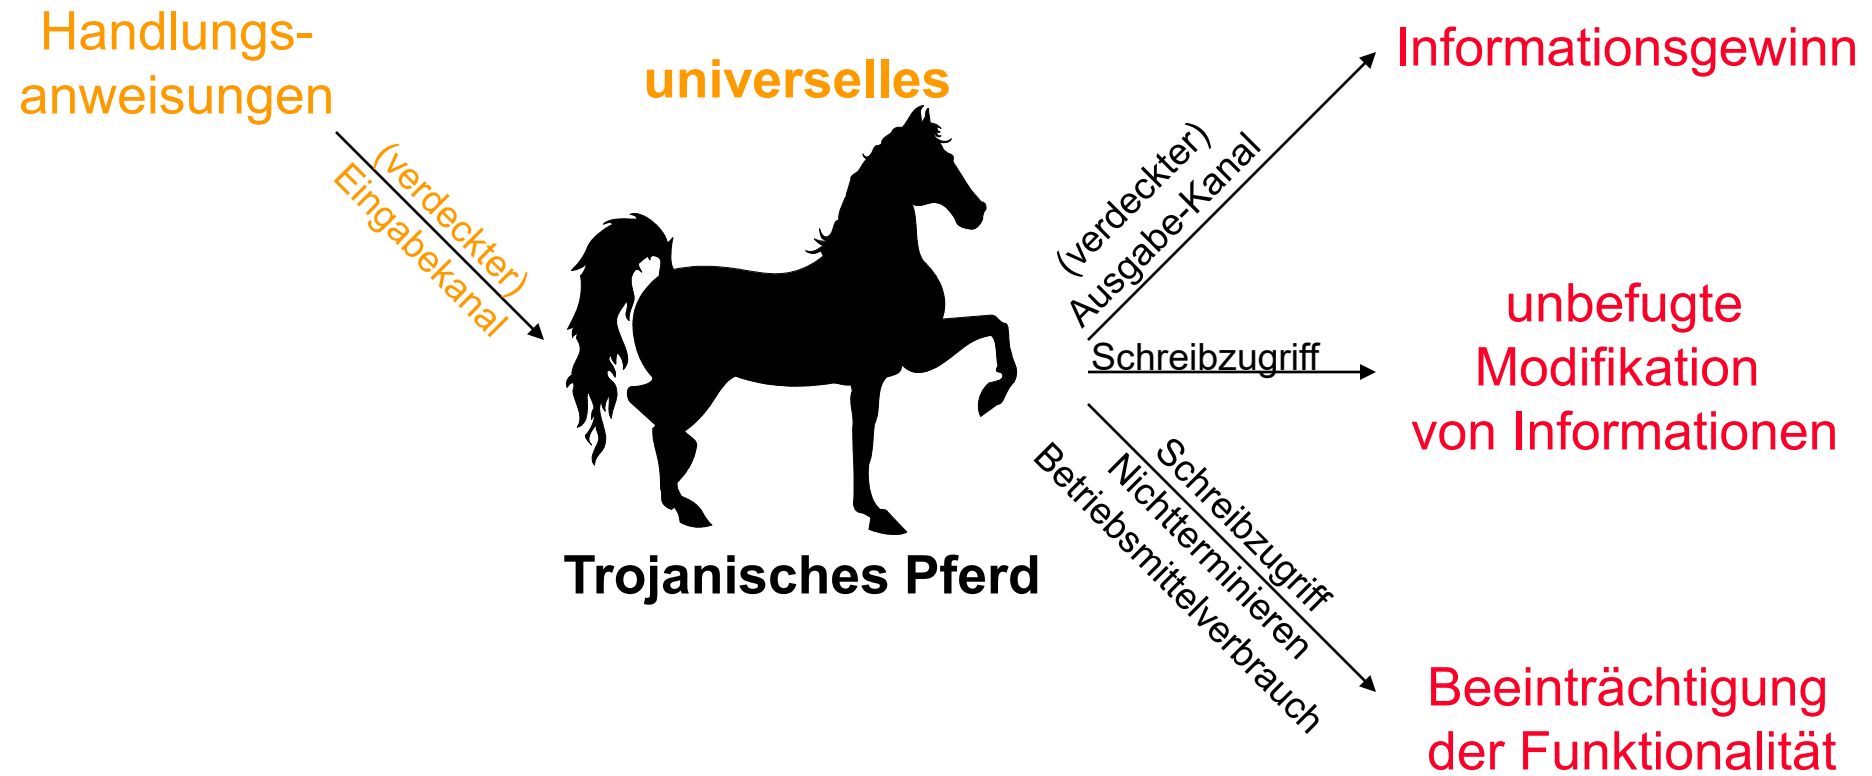 Handlungs-
anweisungen
(verdeckter)
Eingabekanal
universelles
Trojanisches Pferd
(verdeckter)
Ausgabe-Kanal
Informationsgewinn
Schreibzugriff
unbefugte
Modifikation
von Informationen
Schreibzugriff
Nichtterminieren
Betriebsmittelverbrauch
Beeinträchtigung
der Funktionalität